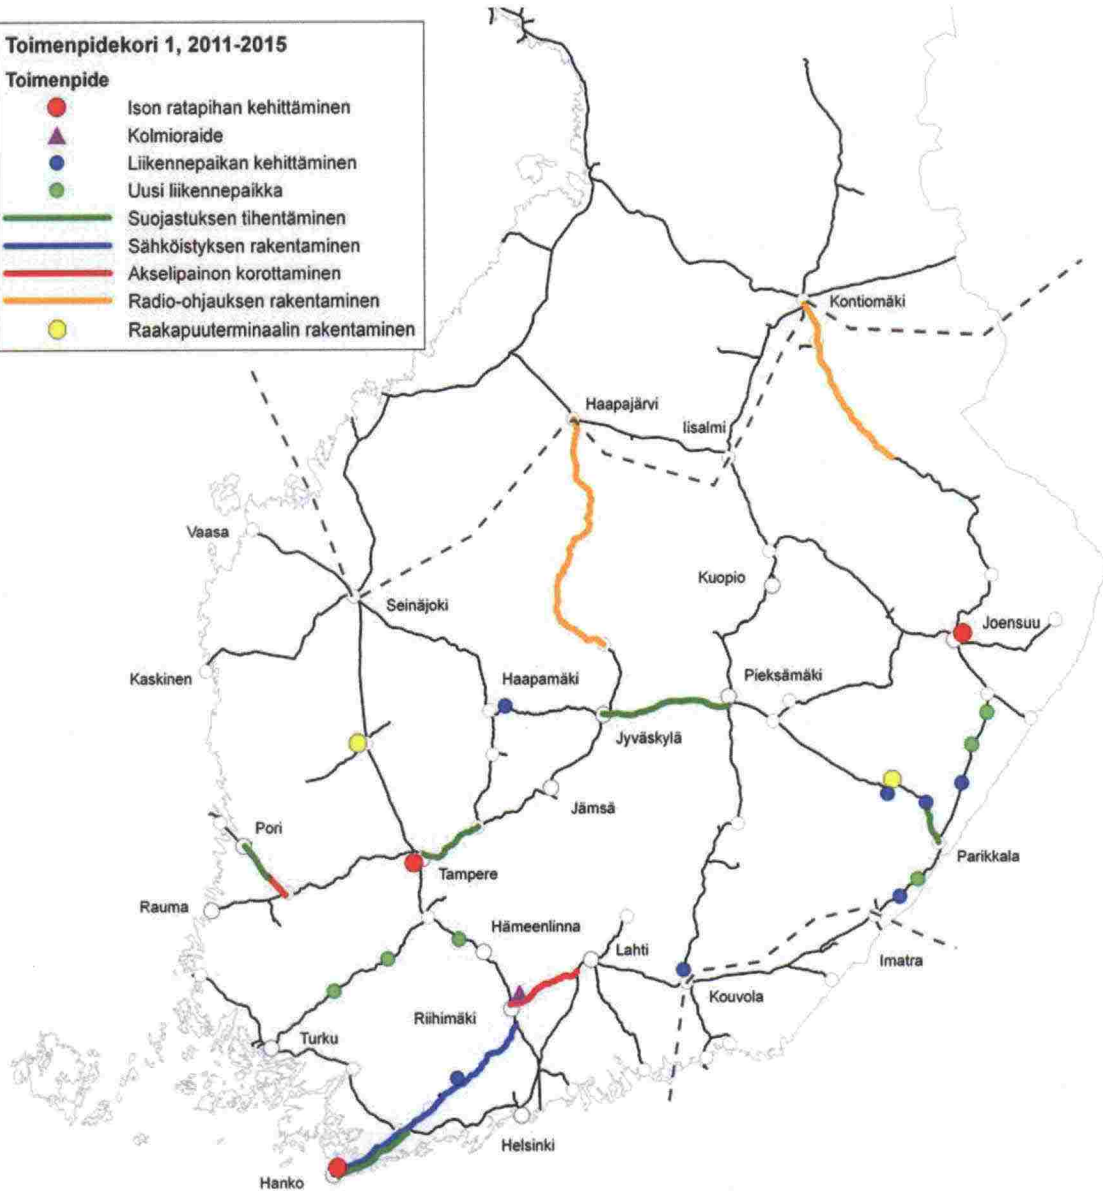 Toimenpidekori 1, 2011-2015
Toimenpide
Ison ratapihan kehittäminen
Kolmioraide
Liikennepaikan kehittäminen
Uusi liikennepaikka
Suojastuksen tihentäminen
Sähköistyksen rakentaminen
Akselipainon korottaminen
Radio-ohjauksen rakentaminen
Raakapuuterminaalin rakentaminen
Kontiomäki
Haapajärvi
Iisalmi
Vaasa
Kuopio
Seinäjoki
Joensuu
Kaskinen
Haapamäki
Pieksämäki
Jyväskylä
Jämsä
Pori
Parikkala
Tampere
Rauma
Hämeenlinna
Lahti
Imatra
Kouvola
Riihimäki
Turku
Helsinki
Hanko